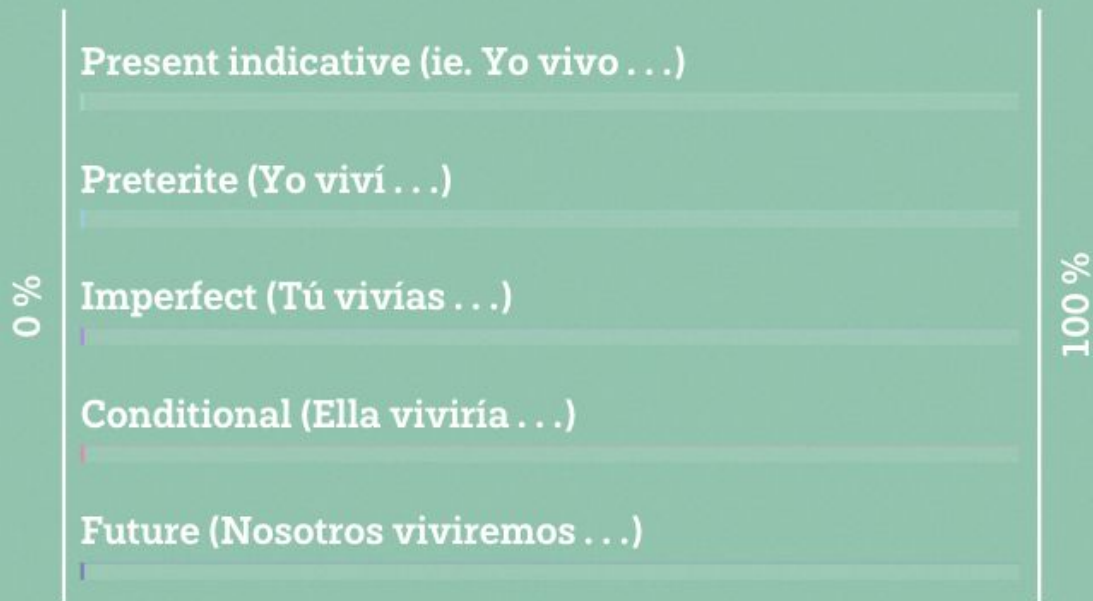 Present indicative (ie. Yo vivo . . .)
Preterite (Yo viví . . .)
Imperfect (Tú vivías . . .)
0 %
100 %
Conditional (Ella viviría . . .)
Future (Nosotros viviremos . . .)